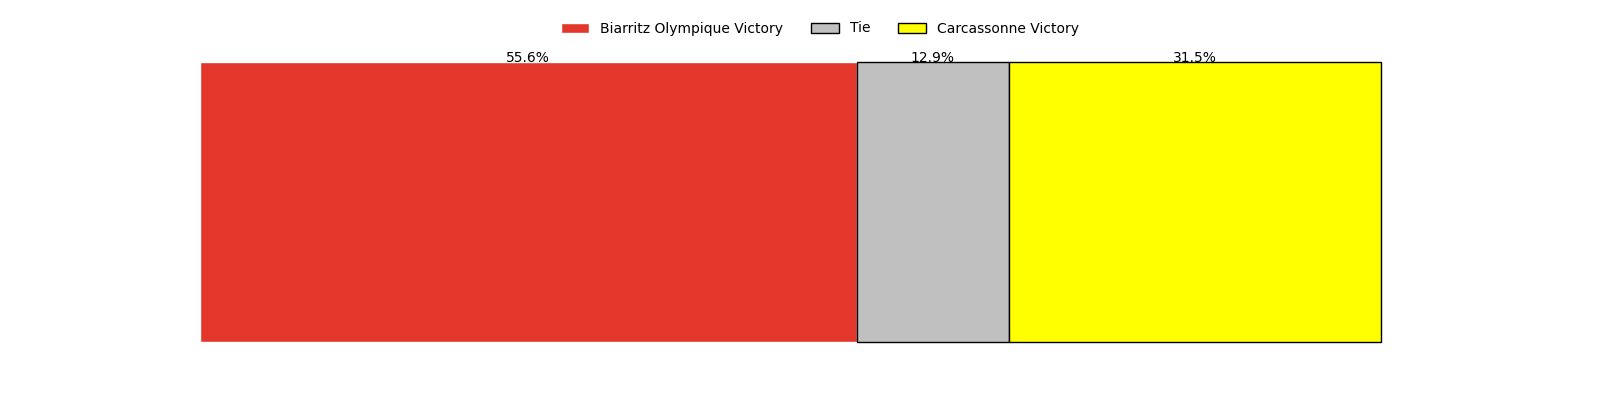 Biarritz Olympique Victory Tie Carcassonne Victory
55.6% 12.9% 31.5%